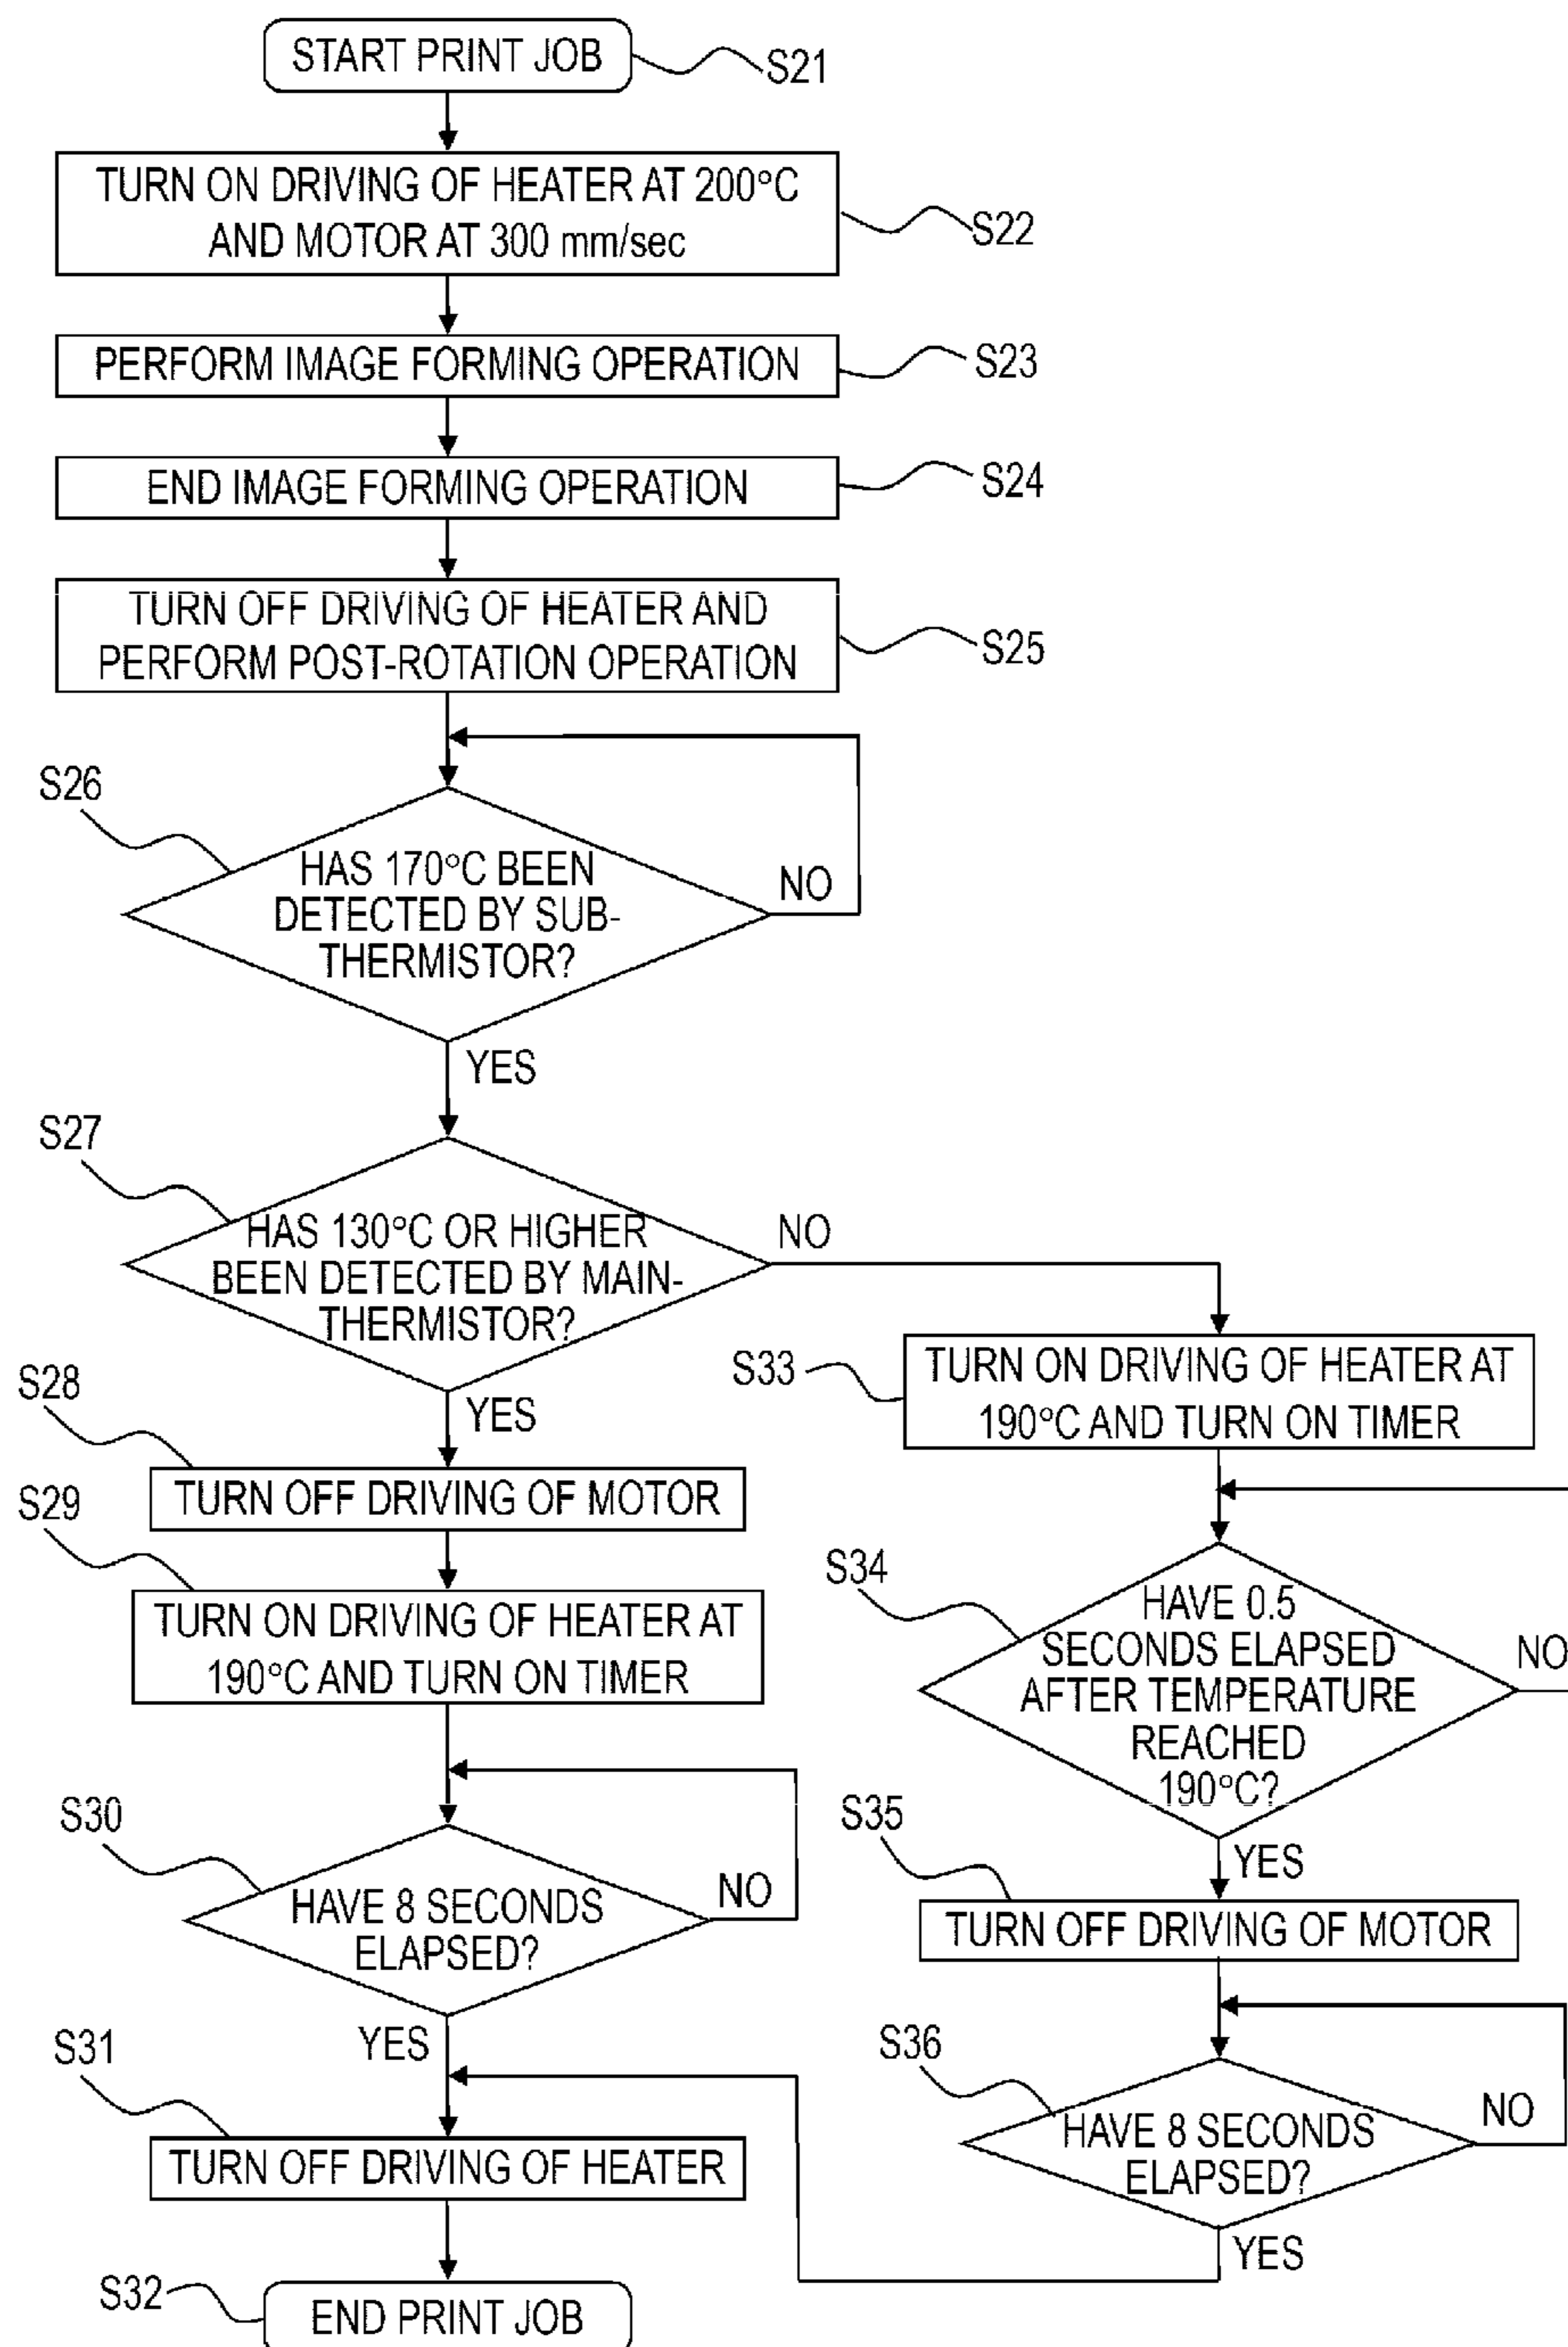 START PRINT JOB
S21
TURN ON DRIVING OF HEATER AT 200°C
AND MOTOR AT 300 mm/sec
S22
PERFORM IMAGE FORMING OPERATION
S23
END IMAGE FORMING OPERATION
S24
TURN OFF DRIVING OF HEATER AND
PERFORM POST-ROTATION OPERATION
S25
S26
HAS 170°C BEEN
DETECTED BY SUB-
THERMISTOR?
NO
YES
S27
HAS 130°C OR HIGHER
BEEN DETECTED BY MAIN-
THERMISTOR?
NO
YES
S28
TURN OFF DRIVING OF MOTOR
S29
TURN ON DRIVING OF HEATER AT
190°C AND TURN ON TIMER
S30
HAVE 8 SECONDS
ELAPSED?
NO
YES
S31
TURN OFF DRIVING OF HEATER
S32
END PRINT JOB
S33
TURN ON DRIVING OF HEATER AT
190°C AND TURN ON TIMER
S34
HAVE 0.5
SECONDS ELAPSED
AFTER TEMPERATURE
REACHED
190°C?
NO
YES
S35
TURN OFF DRIVING OF MOTOR
S36
HAVE 8 SECONDS
ELAPSED?
NO
YES